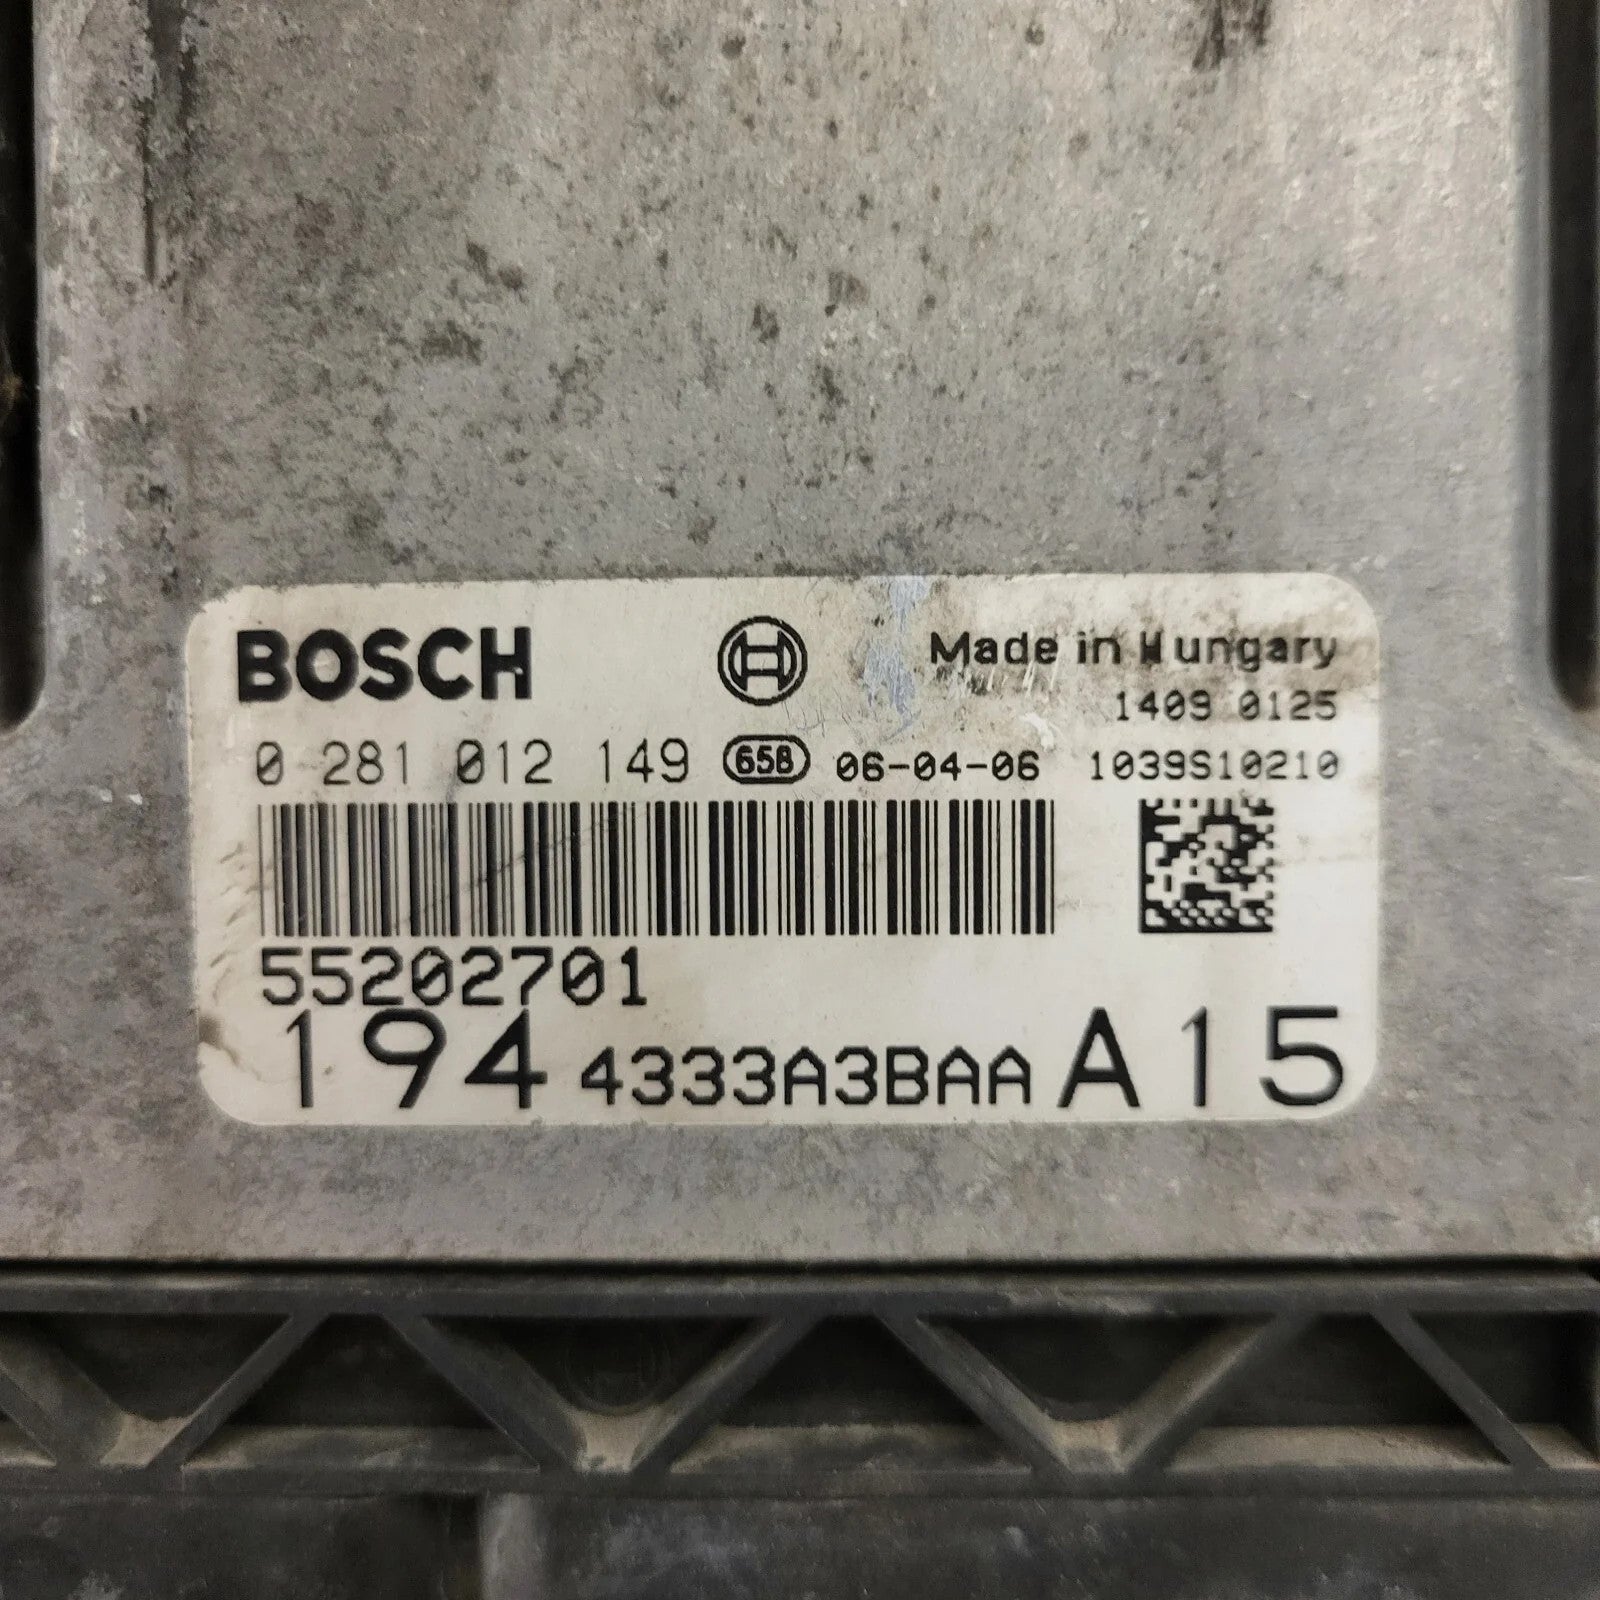 BOSCH Made in Hungary
1409 0125
0 281 012 149 658 06-04-06 1039S10210
55202701
194 4333A3BAA A15